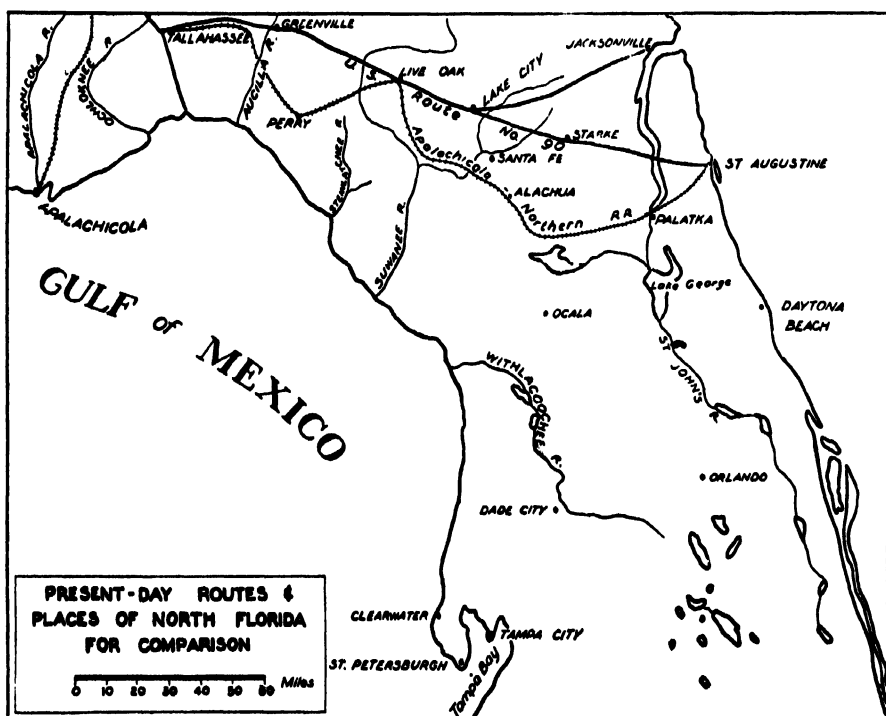 GREENVILLE
TALLAHASSEE
APALACHICOLA R.
OCHLO
OKNEE R.
AUCILLA R.
JACKSONVILLE
LIVE OAK
LAKE CITY
U S Route No 90
PERRY
STARKE
SANTA FE
ST AUGUSTINE
Apalachicola Northern R.R.
ALACHUA
SUWANEE R.
APALACHICOLA
PALATKA
Lake George
GULF of MEXICO
OCALA
DAYTONA
BEACH
ST JOHN'S R.
WITHLACOOCHEE R.
ORLANDO
DADE CITY
PRESENT-DAY ROUTES &
PLACES OF NORTH FLORIDA
FOR COMPARISON
0 10 20 30 40 50 60 Miles
CLEARWATER
TAMPA CITY
ST. PETERSBURGH
Tampa Bay